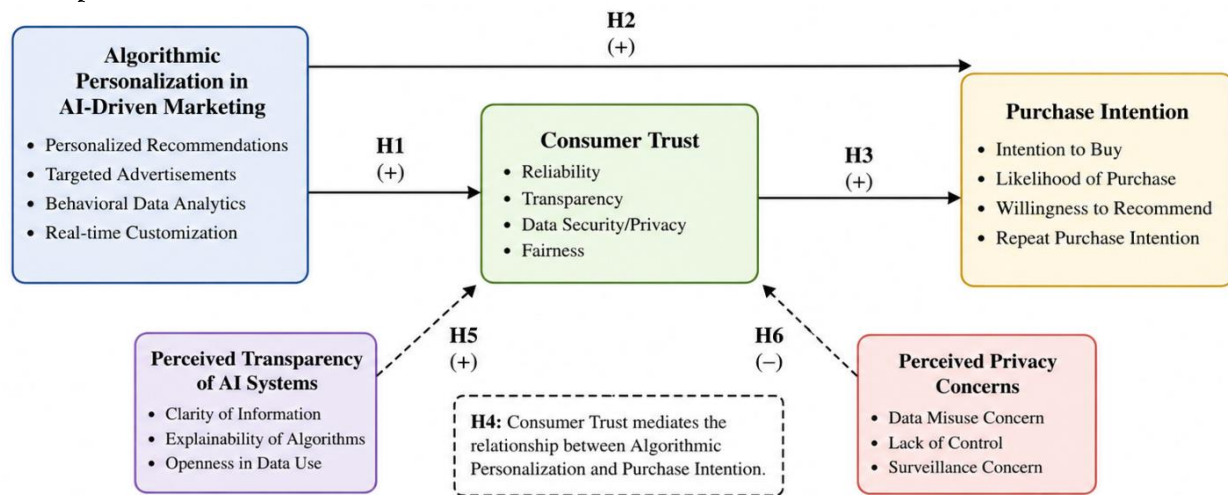 H2
(+)
Algorithmic
Personalization in
AI-Driven Marketing
• Personalized Recommendations
• Targeted Advertisements
• Behavioral Data Analytics
• Real-time Customization
H1
(+)
Consumer Trust
• Reliability
• Transparency
• Data Security/Privacy
• Fairness
H3
(+)
Purchase Intention
• Intention to Buy
• Likelihood of Purchase
• Willingness to Recommend
• Repeat Purchase Intention
Perceived Transparency
of AI Systems
• Clarity of Information
• Explainability of Algorithms
• Openness in Data Use
H5
(+)
H4: Consumer Trust mediates the
relationship between Algorithmic
Personalization and Purchase Intention.
H6
(−)
Perceived Privacy
Concerns
• Data Misuse Concern
• Lack of Control
• Surveillance Concern